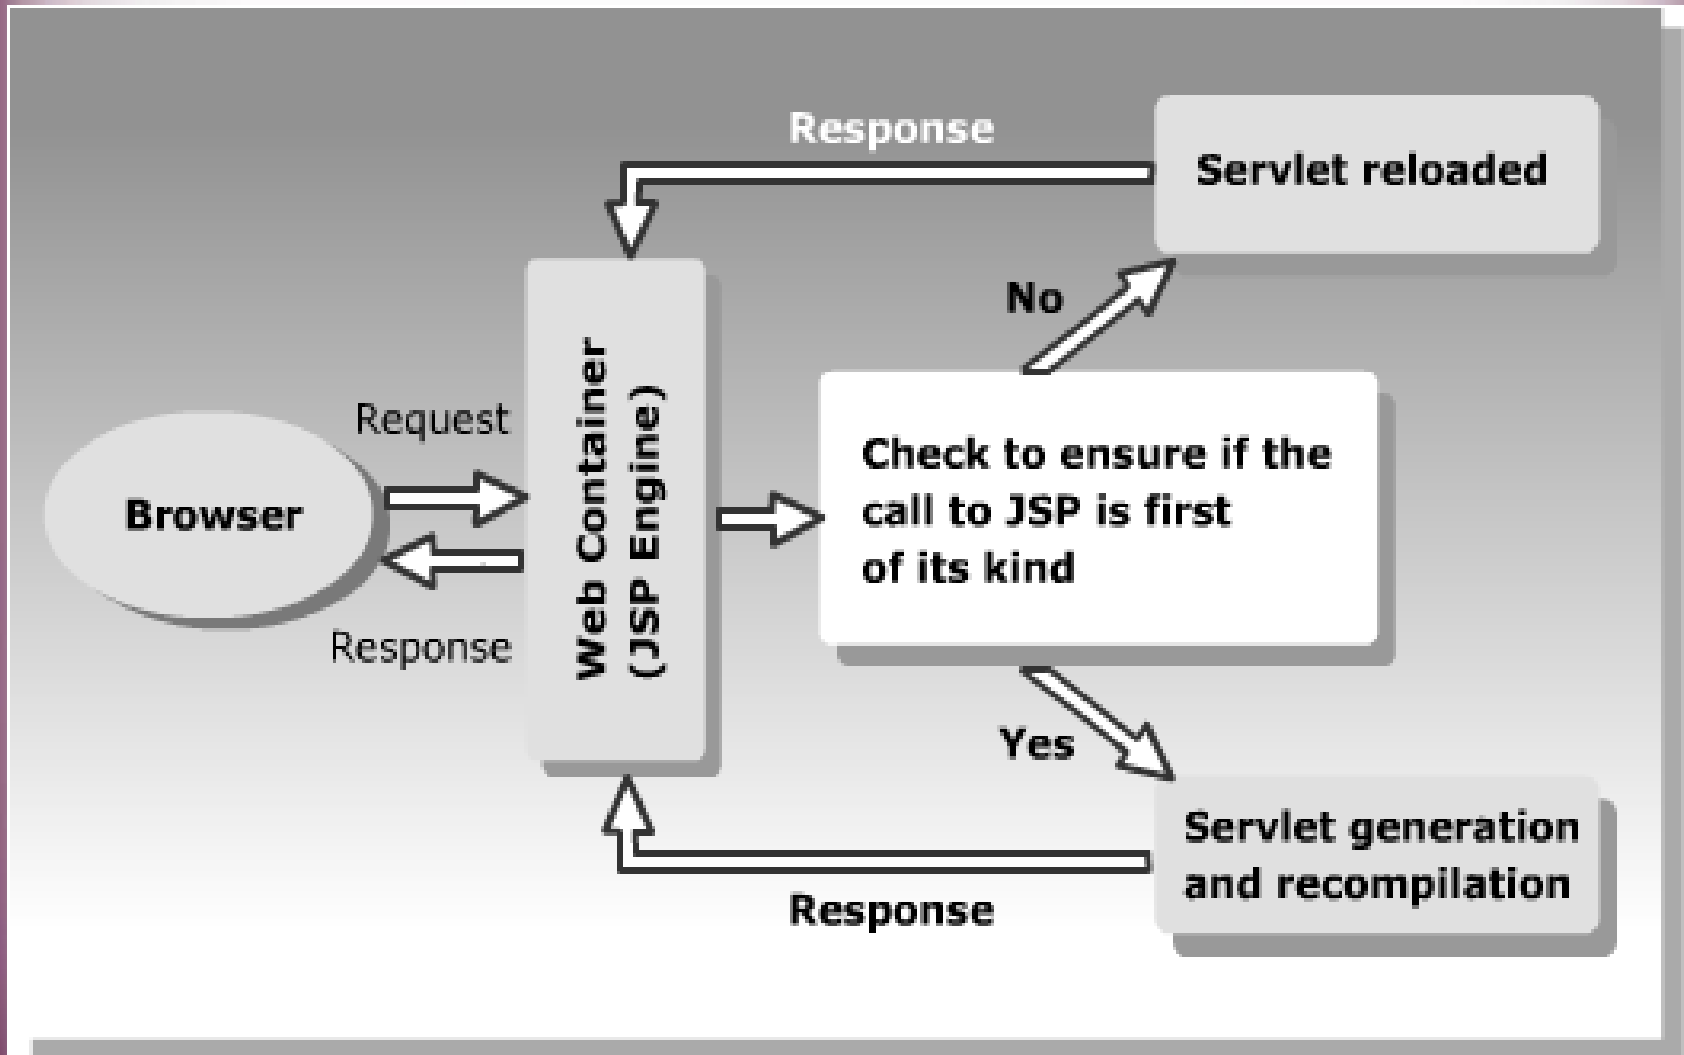 Response
Servlet reloaded
No
Request
Browser
Response
Web Container
(JSP Engine)
Check to ensure if the
call to JSP is first
of its kind
Yes
Servlet generation
and recompilation
Response